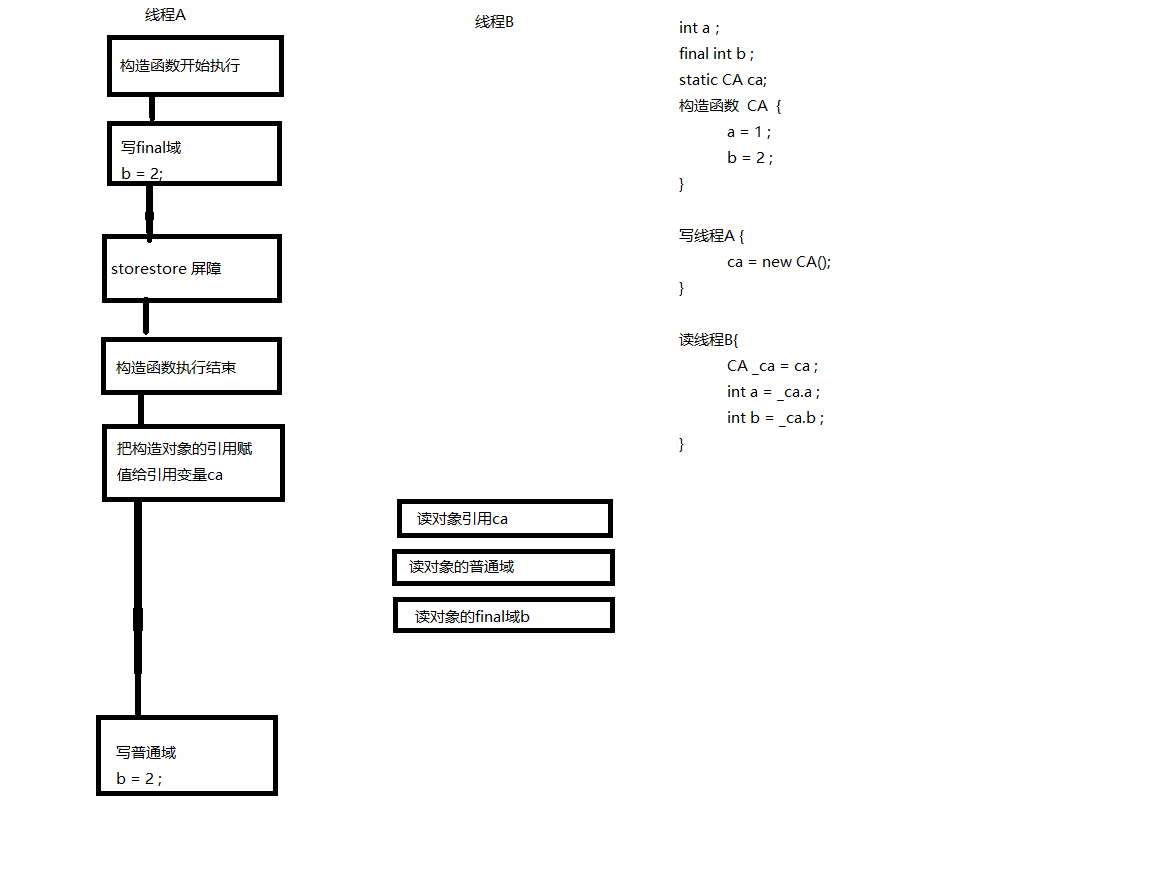 线程A
构造函数开始执行
写final域
b = 2;
storestore 屏障
构造函数执行结束
把构造对象的引用赋
值给引用变量ca
写普通域
b = 2 ;
线程B
读对象引用ca
读对象的普通域
读对象的final域b
int a ;
final int b ;
static CA ca;
构造函数 CA {
a = 1 ;
b = 2 ;
}
写线程A {
ca = new CA();
}
读线程B{
CA _ca = ca ;
int a = _ca.a ;
int b = _ca.b ;
}